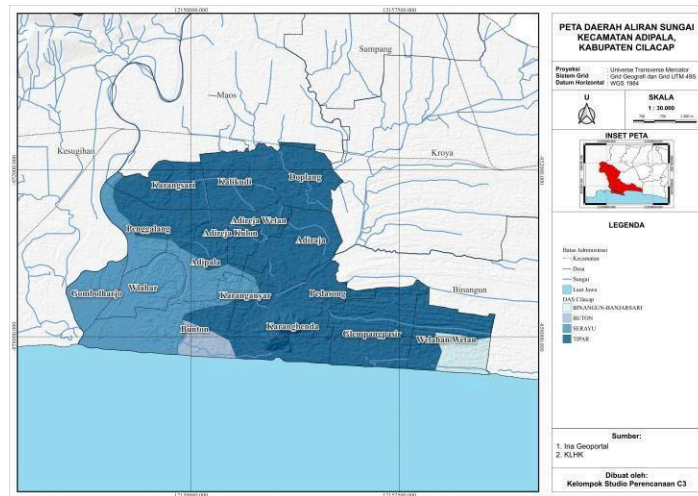 PETA DAERAH ALIRAN SUNGAI
KECAMATAN ADIPALA,
KABUPATEN CILACAP
Proyeksi : Universe Transverse Mercator
Sistem Grid : Grid Geografi dan Grid UTM 48S
Datum Horizontal : WGS 1984
U
SKALA
1 : 30.000
INSET PETA
LEGENDA
Batas Administrasi
Kecamatan
Desa
Sungai
Laut Jawa
DAS Cilacap
BINANGUN-BANJARSARI
BUTON
SERAYU
TIPAR
Sumber:
1. Ina Geoportal
2. KLHK
Dibuat oleh:
Kelompok Studio Perencanaan C3
Sampang
Maos
Kesugihan
Kroya
Karangsari
Kalikudi
Doplang
Penggalang
Adireja Wetan
Adireja Kulon
Adiraja
Adipala
Gombolharjo
Wlahar
Karanganyar
Pedasong
Binangun
Bunton
Karangbenda
Glempangpasir
Welahan Wetan